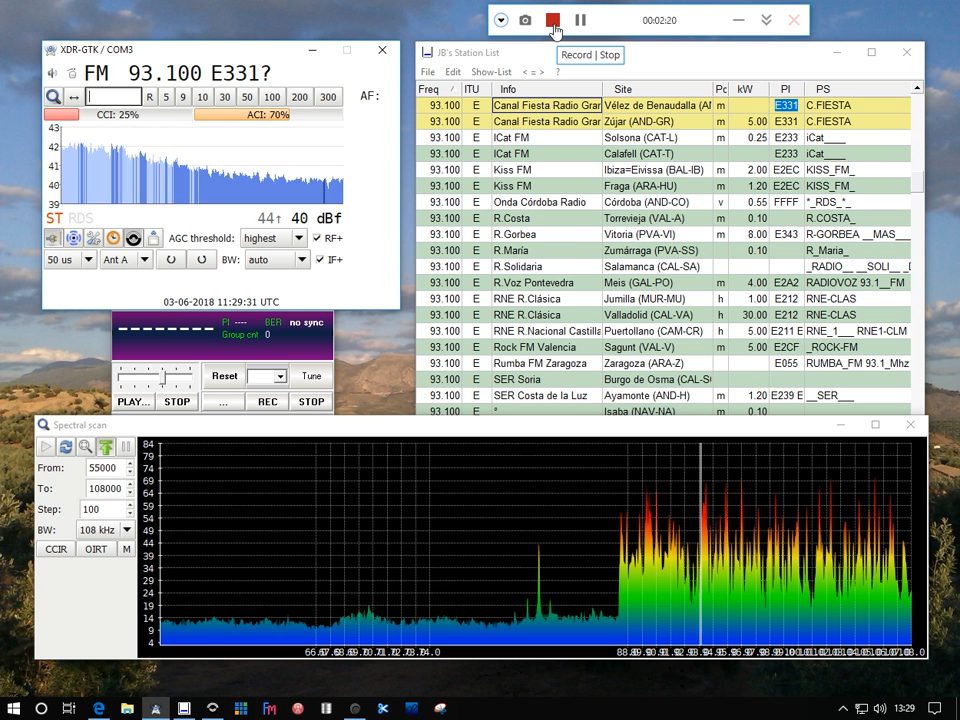 00:02:20
Record | Stop
XDR-GTK / COM3
FM 93.100 E331?
R 5 9 10 30 50 100 200 300 AF:
CCI: 25% ACI: 70%
43
42
41
40
39
ST RDS 44↑ 40 dBf
AGC threshold: highest RF+
50 us Ant A BW: auto IF+
03-06-2018 11:29:31 UTC
PI ---- BER no sync
Group cnt 0
Reset Tune
PLAY... STOP ... REC STOP
JB's Station List
File Edit Show-List < = > ?
Freq / ITU Info Site Pc kW PI PS
93.100 E Canal Fiesta Radio Grar Vélez de Benaudalla (AI m E331 C.FIESTA
93.100 E Canal Fiesta Radio Grar Zújar (AND-GR) m 5.00 E331 C.FIESTA
93.100 E ICat FM Solsona (CAT-L) m 0.25 E233 iCat____
93.100 E ICat FM Calafell (CAT-T) E233 iCat____
93.100 E Kiss FM Ibiza=Eivissa (BAL-IB) m 2.00 E2EC KISS_FM_
93.100 E Kiss FM Fraga (ARA-HU) m 1.20 E2EC KISS_FM_
93.100 E Onda Córdoba Radio Córdoba (AND-CO) v 0.55 FFFF *_RDS_*_
93.100 E R.Costa Torrevieja (VAL-A) m 0.10 R.COSTA_
93.100 E R.Gorbea Vitoria (PVA-VI) m 8.00 E343 R-GORBEA __MAS___
93.100 E R.María Zumárraga (PVA-SS) m 0.10 R_Maria_
93.100 E R.Solidaria Salamanca (CAL-SA) _RADIO__ __SOLI__ _D
93.100 E R.Voz Pontevedra Meis (GAL-PO) m 4.00 E2A2 RADIOVOZ 93.1__FM
93.100 E RNE R.Clásica Jumilla (MUR-MU) h 1.00 E212 RNE-CLAS
93.100 E RNE R.Clásica Valladolid (CAL-VA) h 30.00 E212 RNE-CLAS
93.100 E RNE R.Nacional Castilla Puertollano (CAM-CR) h 5.00 E211 E RNE_1___ RNE1-CLM
93.100 E Rock FM Valencia Sagunt (VAL-V) m 5.00 E2CF _ROCK-FM
93.100 E Rumba FM Zaragoza Zaragoza (ARA-Z) E055 RUMBA_FM 93.1_Mhz
93.100 E SER Soria Burgo de Osma (CAL-S
93.100 E SER Costa de la Luz Ayamonte (AND-H) m 1.20 E239 E __SER___
93.100 E * Isaba (NAV-NA) m 0.10
Spectral scan
From: 55000
To: 108000
Step: 100
BW: 108 kHz
CCIR OIRT M
84
79
74
69
64
59
54
49
44
39
34
29
24
19
14
9
4
13:29